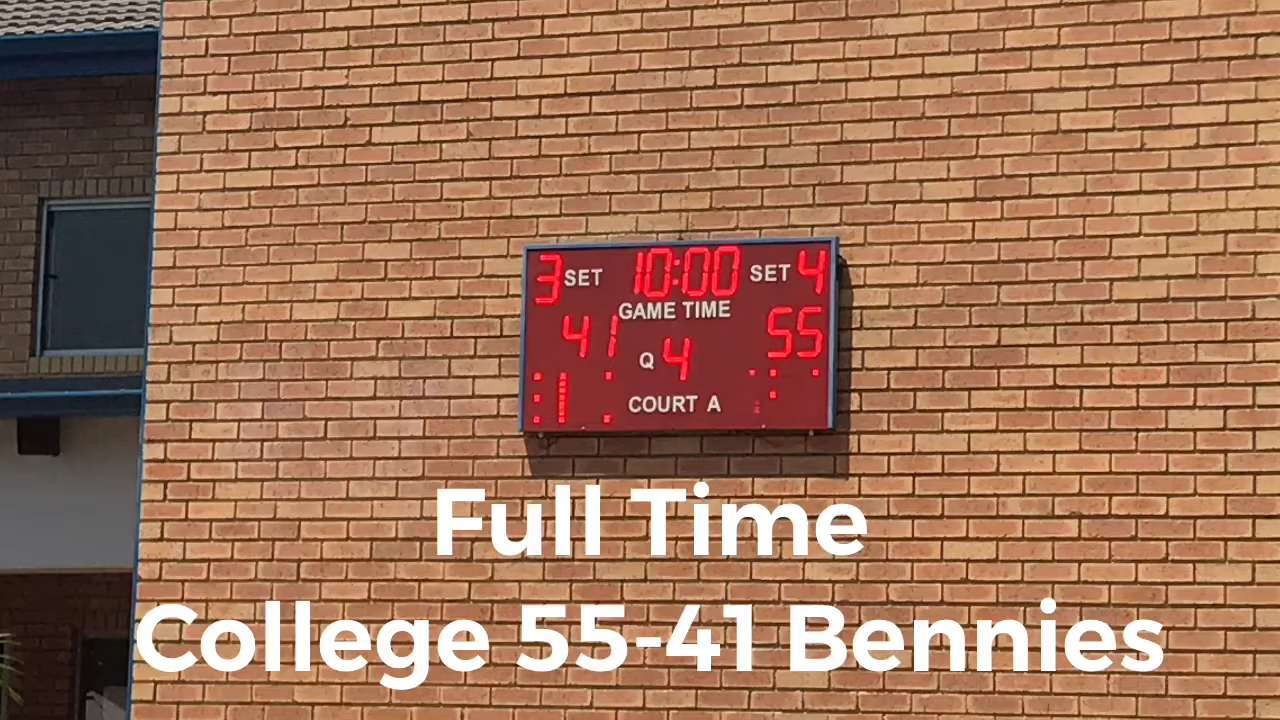 3 SET 10:00 SET 4
GAME TIME
41 55
Q 4
COURT A
Full Time
College 55-41 Bennies